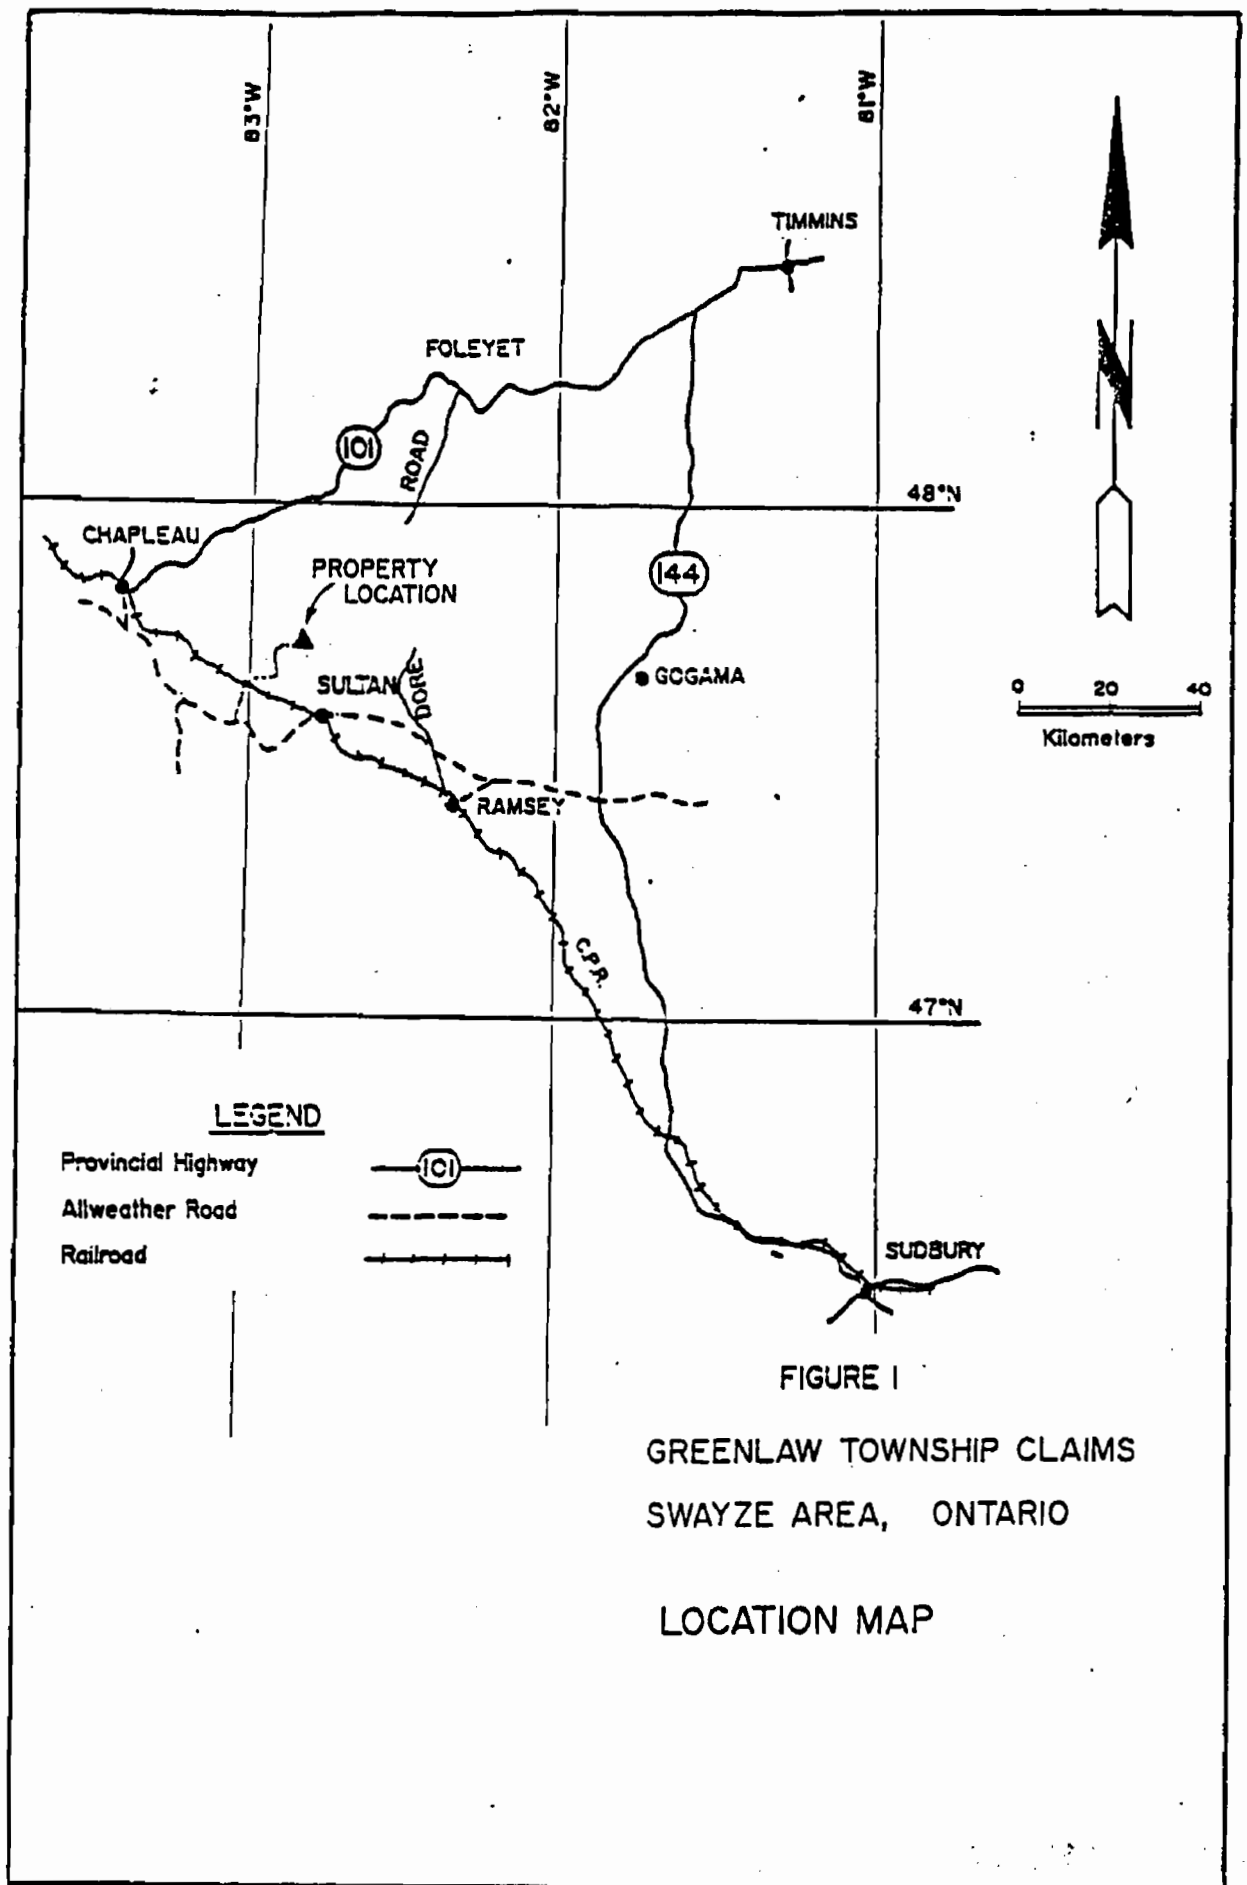 83°W
82°W
81°W
TIMMINS
FOLEYET
101
ROAD
48°N
CHAPLEAU
144
PROPERTY
LOCATION
GOGAMA
SULTAN
DORE
0 20 40
Kilometers
RAMSEY
C.P.R.
47°N
LEGEND
Provincial Highway 101
Allweather Road
Railroad
SUDBURY
FIGURE 1
GREENLAW TOWNSHIP CLAIMS
SWAYZE AREA, ONTARIO
LOCATION MAP
N